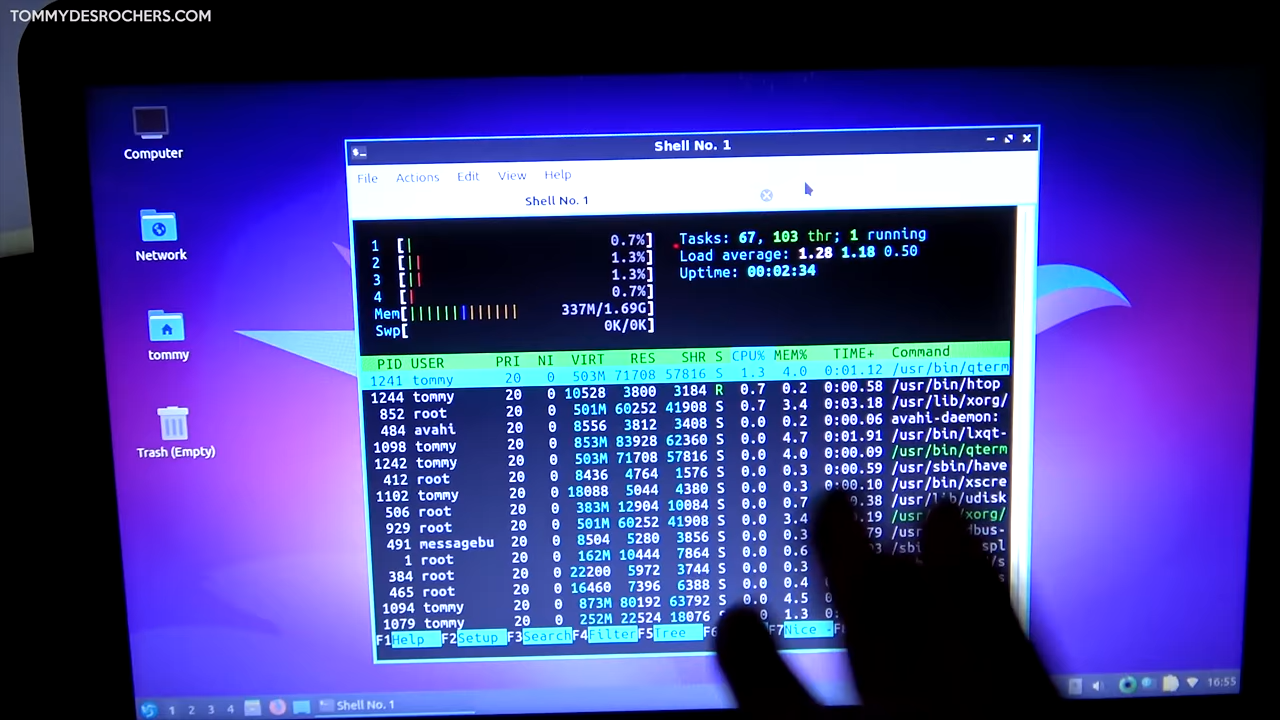 TOMMYDESROCHERS.COM
Computer
Network
tommy
Trash (Empty)
Shell No. 1
File Actions Edit View Help
Shell No. 1
1 [| 0.7%]
2 [|| 1.3%]
3 [|| 1.3%]
4 [| 0.7%]
Mem[||||||||||||| 337M/1.69G]
Swp[ 0K/0K]
Tasks: 67, 103 thr; 1 running
Load average: 1.28 1.18 0.50
Uptime: 00:02:34
PID USER PRI NI VIRT RES SHR S CPU% MEM% TIME+ Command
1241 tommy 20 0 503M 71708 57816 S 1.3 4.0 0:01.12 /usr/bin/qterm
1244 tommy 20 0 10528 3800 3184 R 0.7 0.2 0:00.58 /usr/bin/htop
852 root 20 0 501M 60252 41908 S 0.7 3.4 0:03.18 /usr/lib/xorg/
484 avahi 20 0 8556 3812 3408 S 0.0 0.2 0:00.06 avahi-daemon:
1098 tommy 20 0 853M 83928 62360 S 0.0 4.7 0:01.91 /usr/bin/lxqt-
1242 tommy 20 0 503M 71708 57816 S 0.0 4.0 0:00.09 /usr/bin/qterm
412 root 20 0 8436 4764 1576 S 0.0 0.3 0:00.59 /usr/sbin/have
1102 tommy 20 0 18088 5044 4380 S 0.0 0.3 0:00.10 /usr/bin/xscre
506 root 20 0 383M 12904 10084 S 0.0 0.7 .38 /usr/lib/udisk
929 root 20 0 501M 60252 41908 S 0.0 3.4 .19 /usr/ xorg/
491 messagebu 20 0 8504 5280 3856 S 0.0 0.3 79 /us dbus-
1 root 20 0 162M 10444 7864 S 0.0 0.6 /sb spl
384 root 20 0 22200 5972 3744 S 0.0 0.3
465 root 20 0 16460 7396 6388 S 0.0 0.4
1094 tommy 20 0 873M 80192 63792 S 0.0 4.5
1079 tommy 20 0 252M 22524 18076 1.3
F1Help F2Setup F3Search F4Filter F5Tree F6 F7Nice -
1 2 3 4 Shell No. 1 16:55